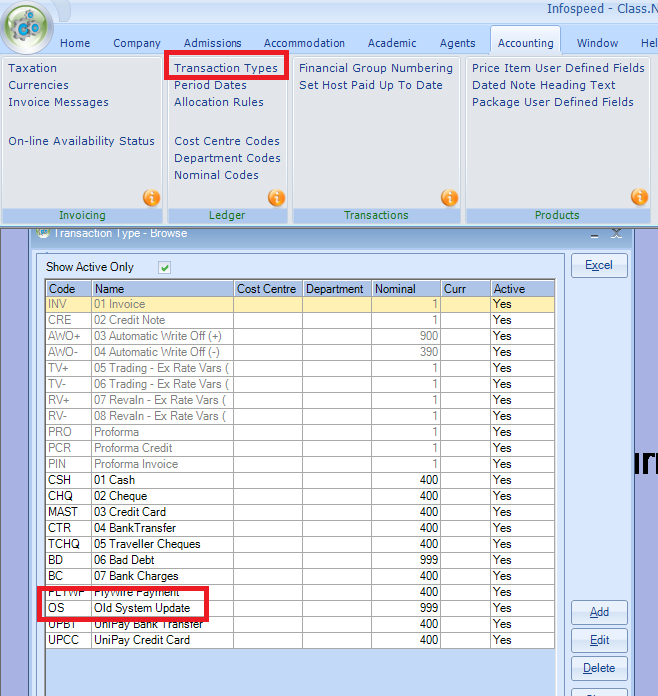 Infospeed - Class.N
Home Company Admissions Accommodation Academic Agents Accounting Window Hel
Taxation
Currencies
Invoice Messages
On-line Availability Status
Invoicing
Transaction Types
Period Dates
Allocation Rules
Cost Centre Codes
Department Codes
Nominal Codes
Ledger
Financial Group Numbering
Set Host Paid Up To Date
Transactions
Price Item User Defined Fields
Dated Note Heading Text
Package User Defined Fields
Products
Transaction Type - Browse
Show Active Only
Excel
Code Name Cost Centre Department Nominal Curr Active
INV 01 Invoice 1 Yes
CRE 02 Credit Note 1 Yes
AWO+ 03 Automatic Write Off (+) 900 Yes
AWO- 04 Automatic Write Off (-) 390 Yes
TV+ 05 Trading - Ex Rate Vars ( 1 Yes
TV- 06 Trading - Ex Rate Vars ( 1 Yes
RV+ 07 Revaln - Ex Rate Vars ( 1 Yes
RV- 08 Revaln - Ex Rate Vars ( 1 Yes
PRO Proforma 1 Yes
PCR Proforma Credit 1 Yes
PIN Proforma Invoice 1 Yes
CSH 01 Cash 400 Yes
CHQ 02 Cheque 400 Yes
MAST 03 Credit Card 400 Yes
CTR 04 BankTransfer 400 Yes
TCHQ 05 Traveller Cheques 400 Yes
BD 06 Bad Debt 999 Yes
BC 07 Bank Charges 400 Yes
FLYWP FlyWire Payment 400 Yes
OS Old System Update 999 Yes
UPBT UniPay Bank Transfer 400 Yes
UPCC UniPay Credit Card 400 Yes
Add
Edit
Delete